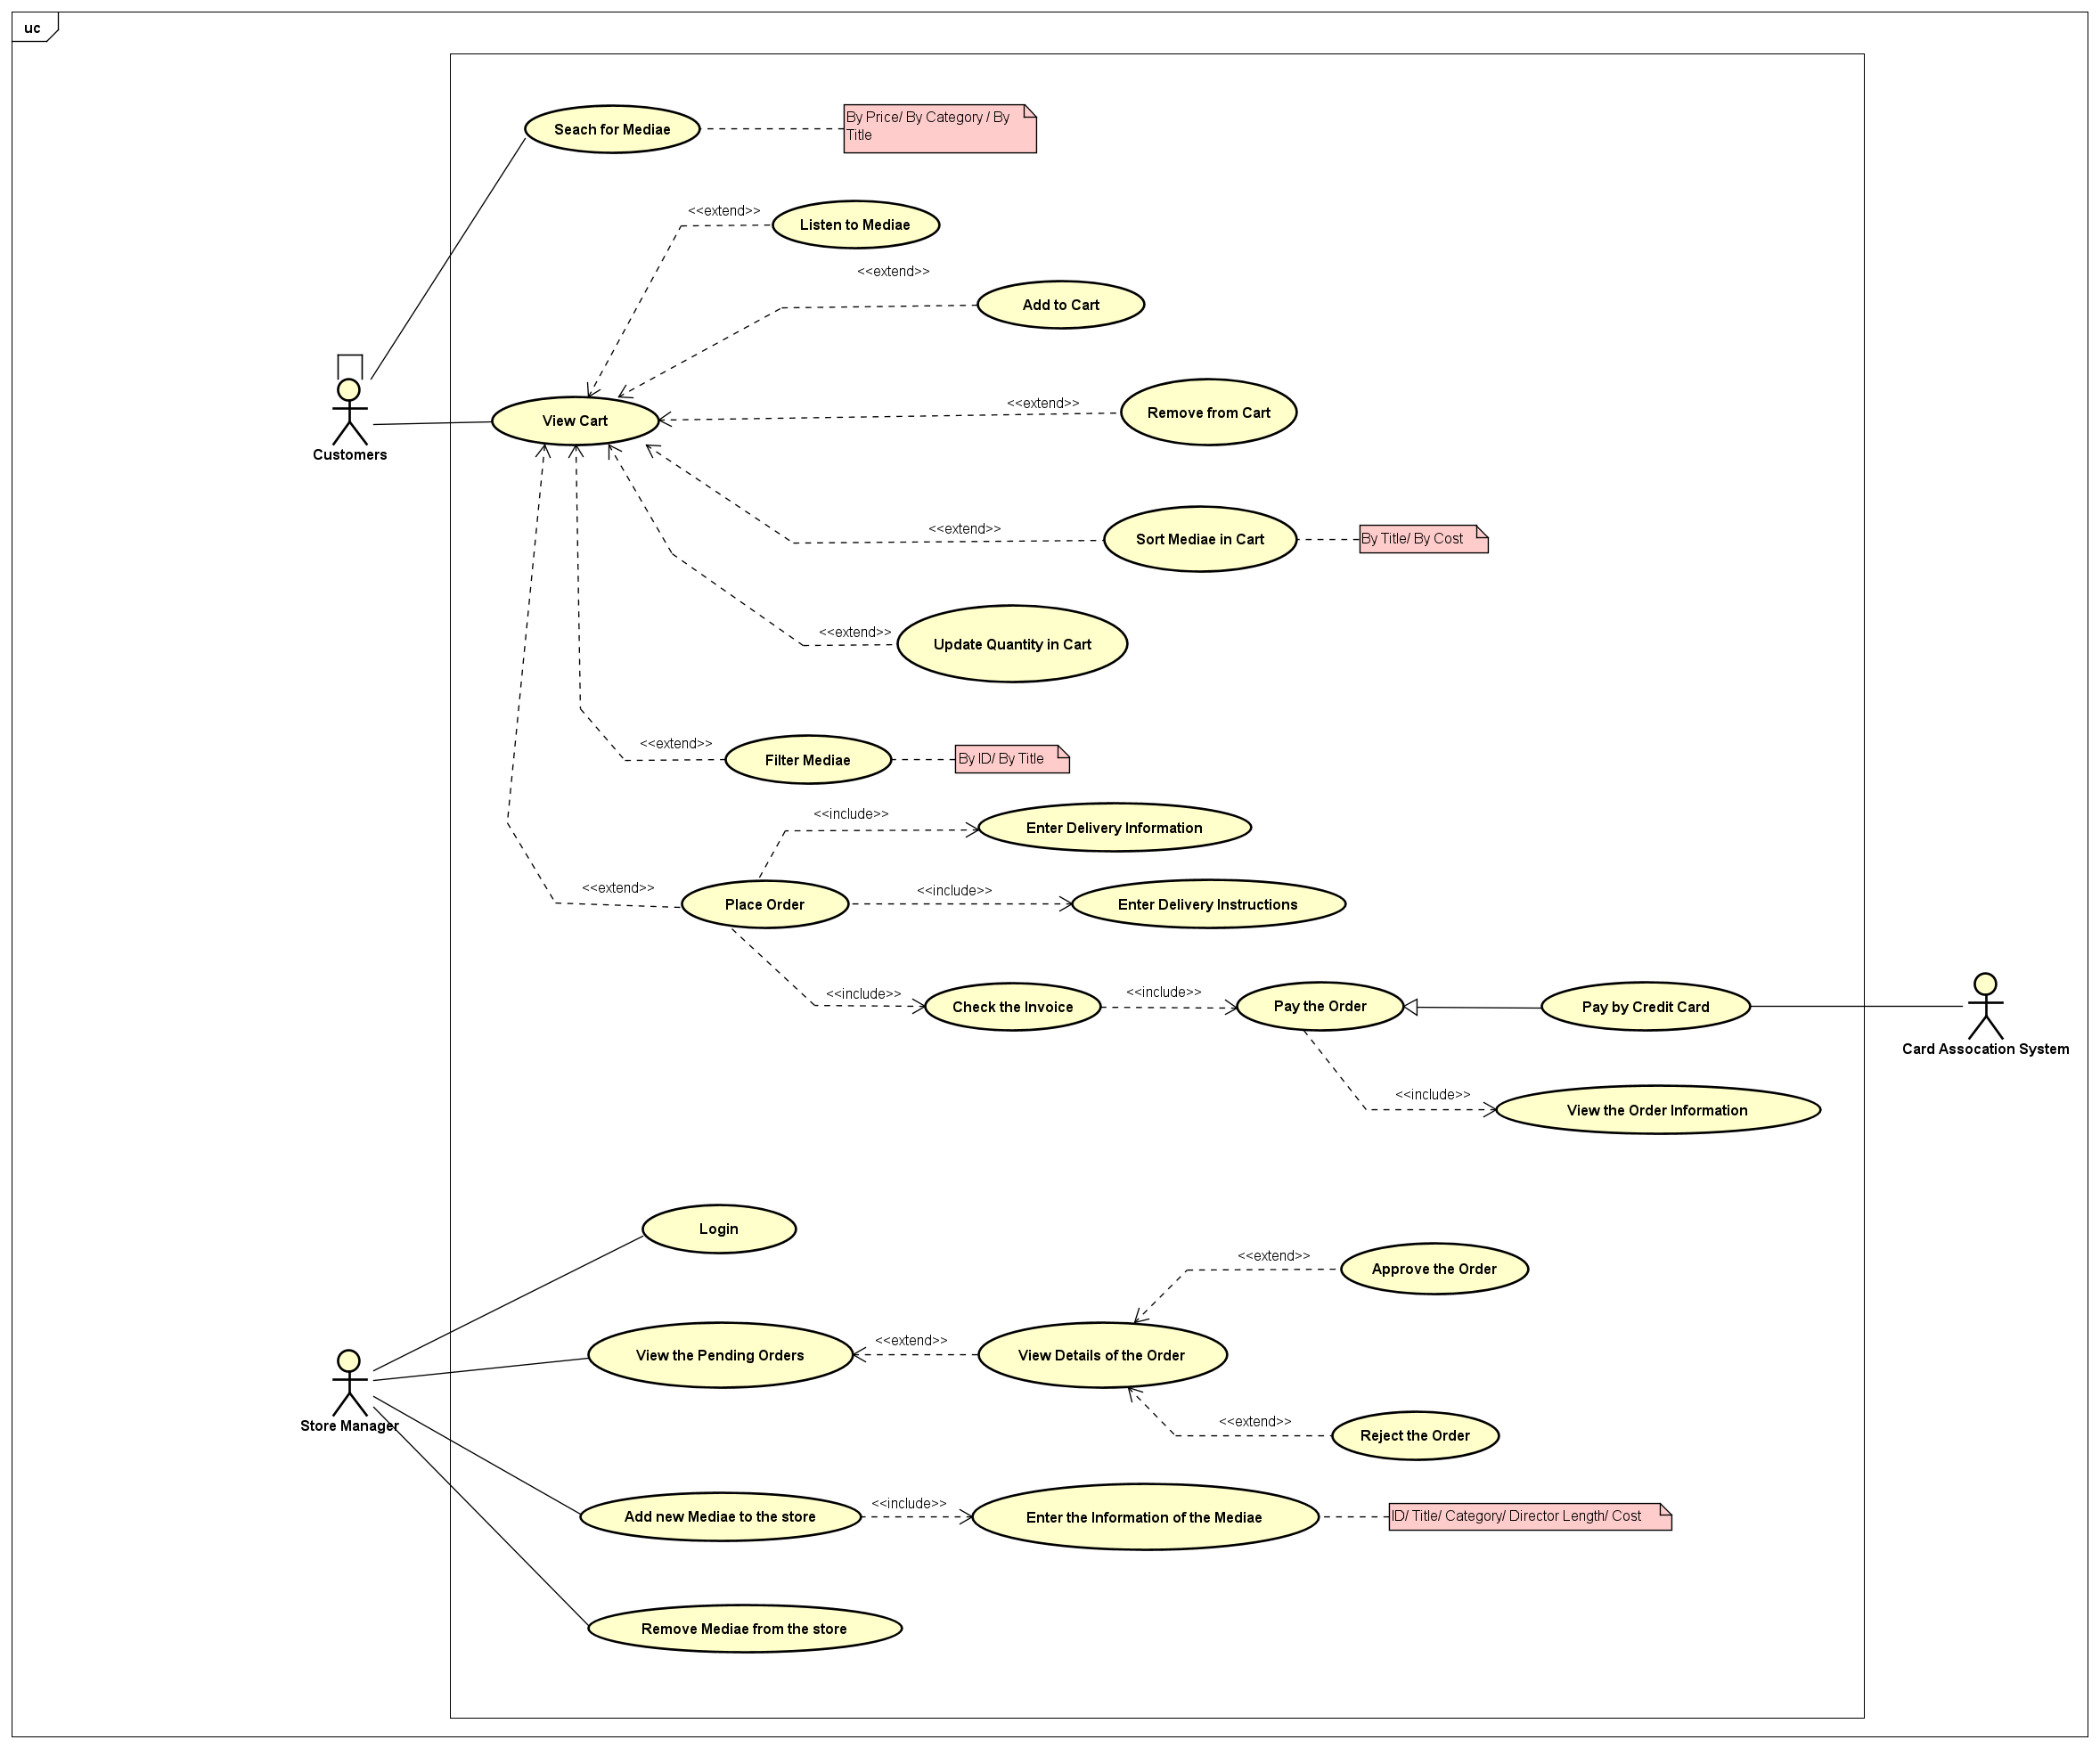 uc
Seach for Mediae
By Price/ By Category / By
Title
<<extend>>
Listen to Mediae
<<extend>>
Add to Cart
<<extend>>
Remove from Cart
View Cart
Customers
<<extend>>
Sort Mediae in Cart
By Title/ By Cost
<<extend>>
Update Quantity in Cart
<<extend>>
Filter Mediae
By ID/ By Title
<<include>>
Enter Delivery Information
<<extend>>
Place Order
<<include>>
Enter Delivery Instructions
<<include>>
Check the Invoice
<<include>>
Pay the Order
Pay by Credit Card
Card Assocation System
<<include>>
View the Order Information
Login
<<extend>>
Approve the Order
View the Pending Orders
<<extend>>
View Details of the Order
Store Manager
<<extend>>
Reject the Order
Add new Mediae to the store
<<include>>
Enter the Information of the Mediae
ID/ Title/ Category/ Director Length/ Cost
Remove Mediae from the store